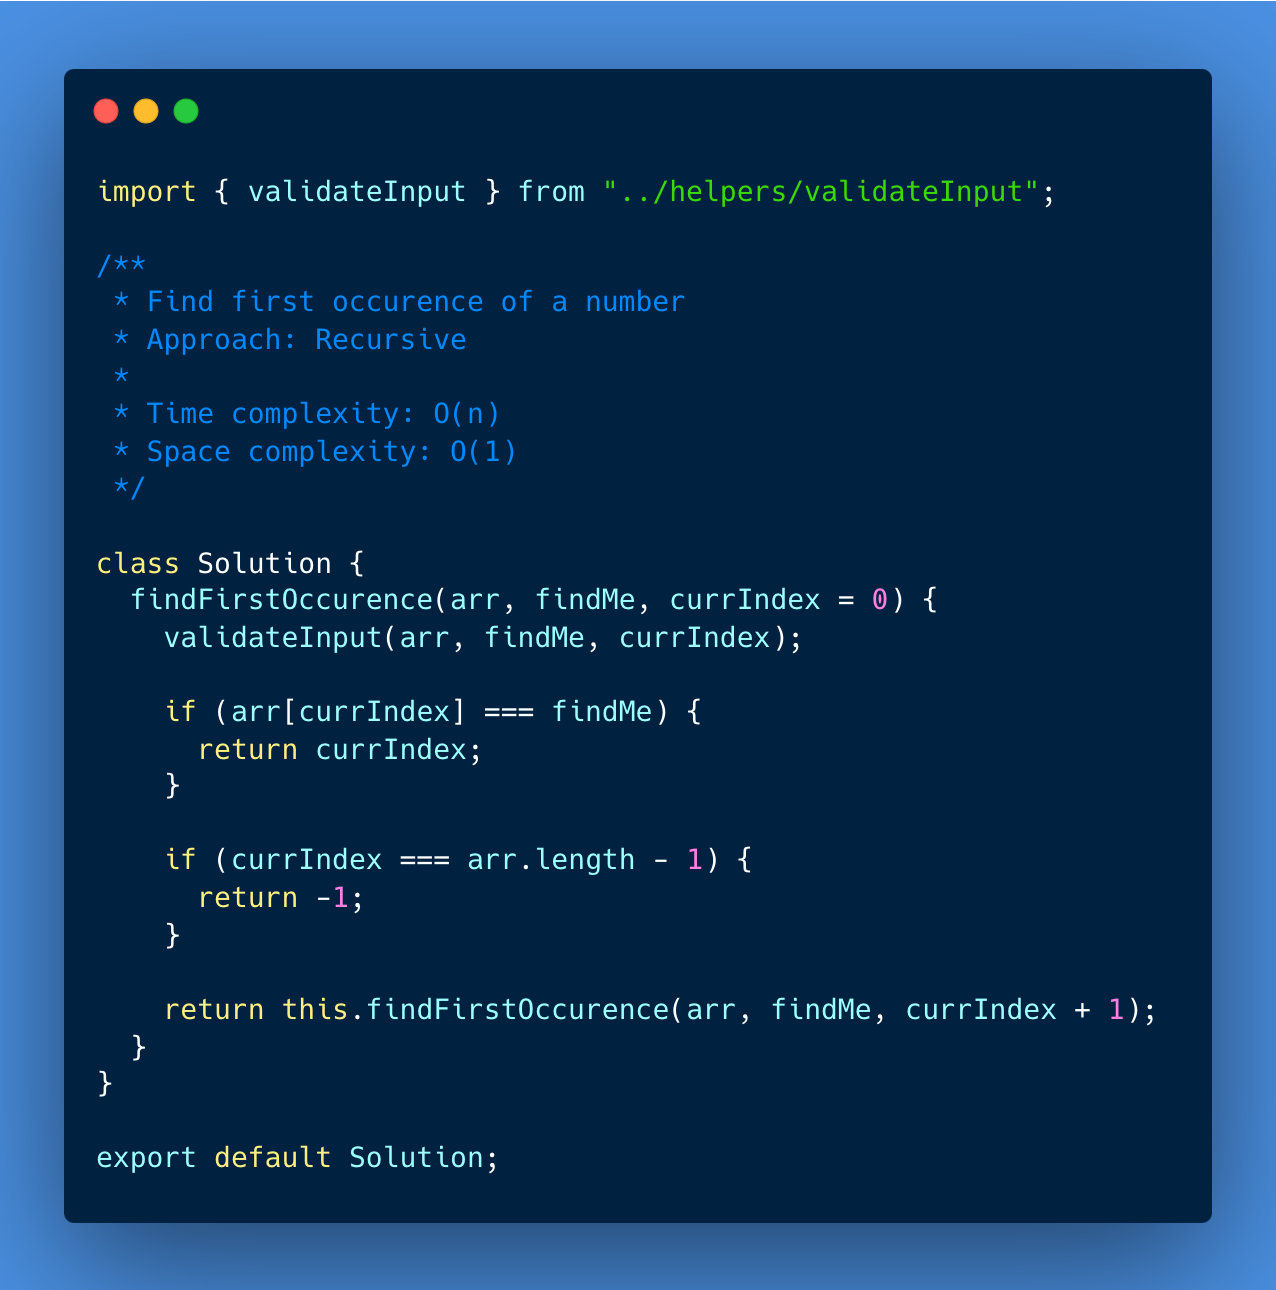 import { validateInput } from "../helpers/validateInput";
/**
 * Find first occurence of a number
 * Approach: Recursive
 *
 * Time complexity: O(n)
 * Space complexity: O(1)
 */
class Solution {
  findFirstOccurence(arr, findMe, currIndex = 0) {
    validateInput(arr, findMe, currIndex);
    if (arr[currIndex] === findMe) {
      return currIndex;
    }
    if (currIndex === arr.length - 1) {
      return -1;
    }
    return this.findFirstOccurence(arr, findMe, currIndex + 1);
  }
}
export default Solution;